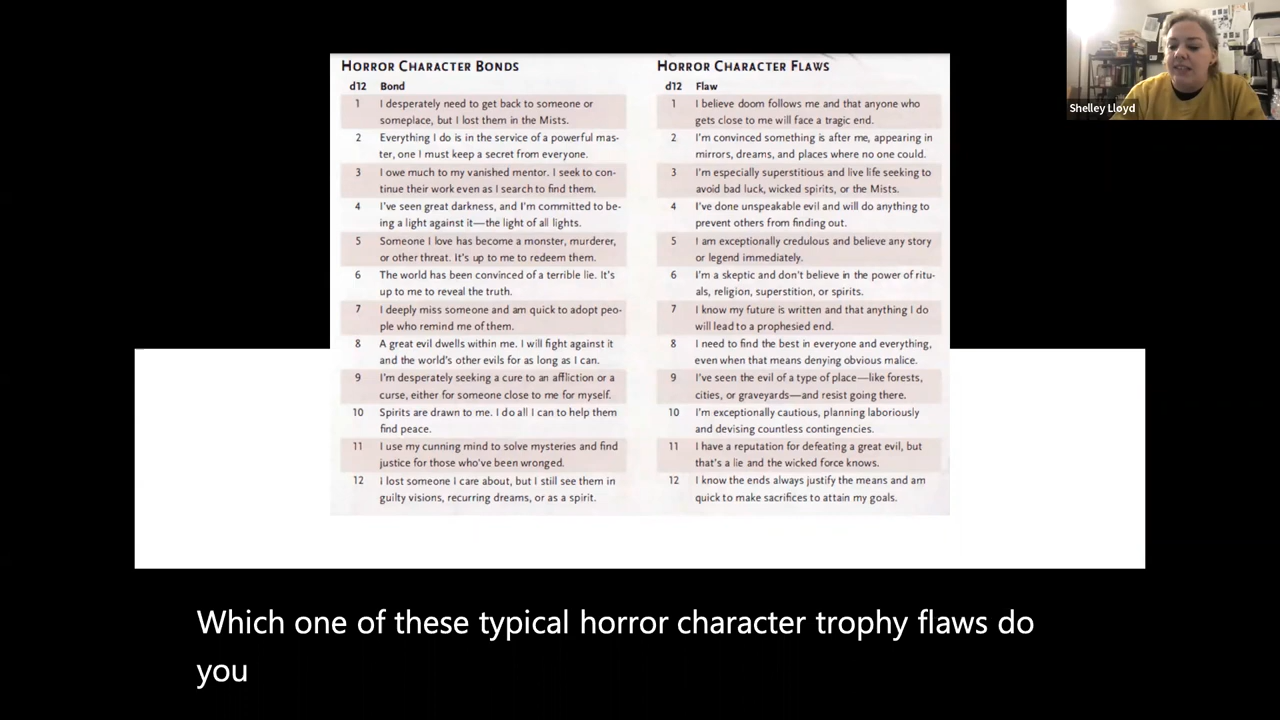 HORROR CHARACTER BONDS
d12 Bond
1 I desperately need to get back to someone or
someplace, but I lost them in the Mists.
2 Everything I do is in the service of a powerful mas-
ter, one I must keep a secret from everyone.
3 I owe much to my vanished mentor. I seek to con-
tinue their work even as I search to find them.
4 I've seen great darkness, and I'm committed to be-
ing a light against it—the light of all lights.
5 Someone I love has become a monster, murderer,
or other threat. It's up to me to redeem them.
6 The world has been convinced of a terrible lie. It's
up to me to reveal the truth.
7 I deeply miss someone and am quick to adopt peo-
ple who remind me of them.
8 A great evil dwells within me. I will fight against it
and the world's other evils for as long as I can.
9 I'm desperately seeking a cure to an affliction or a
curse, either for someone close to me for myself.
10 Spirits are drawn to me. I do all I can to help them
find peace.
11 I use my cunning mind to solve mysteries and find
justice for those who've been wronged.
12 I lost someone I care about, but I still see them in
guilty visions, recurring dreams, or as a spirit.
HORROR CHARACTER FLAWS
d12 Flaw
1 I believe doom follows me and that anyone who
gets close to me will face a tragic end.
2 I'm convinced something is after me, appearing in
mirrors, dreams, and places where no one could.
3 I'm especially superstitious and live life seeking to
avoid bad luck, wicked spirits, or the Mists.
4 I've done unspeakable evil and will do anything to
prevent others from finding out.
5 I am exceptionally credulous and believe any story
or legend immediately.
6 I'm a skeptic and don't believe in the power of ritu-
als, religion, superstition, or spirits.
7 I know my future is written and that anything I do
will lead to a prophesied end.
8 I need to find the best in everyone and everything,
even when that means denying obvious malice.
9 I've seen the evil of a type of place—like forests,
cities, or graveyards—and resist going there.
10 I'm exceptionally cautious, planning laboriously
and devising countless contingencies.
11 I have a reputation for defeating a great evil, but
that's a lie and the wicked force knows.
12 I know the ends always justify the means and am
quick to make sacrifices to attain my goals.
Shelley Lloyd
Which one of these typical horror character trophy flaws do
you